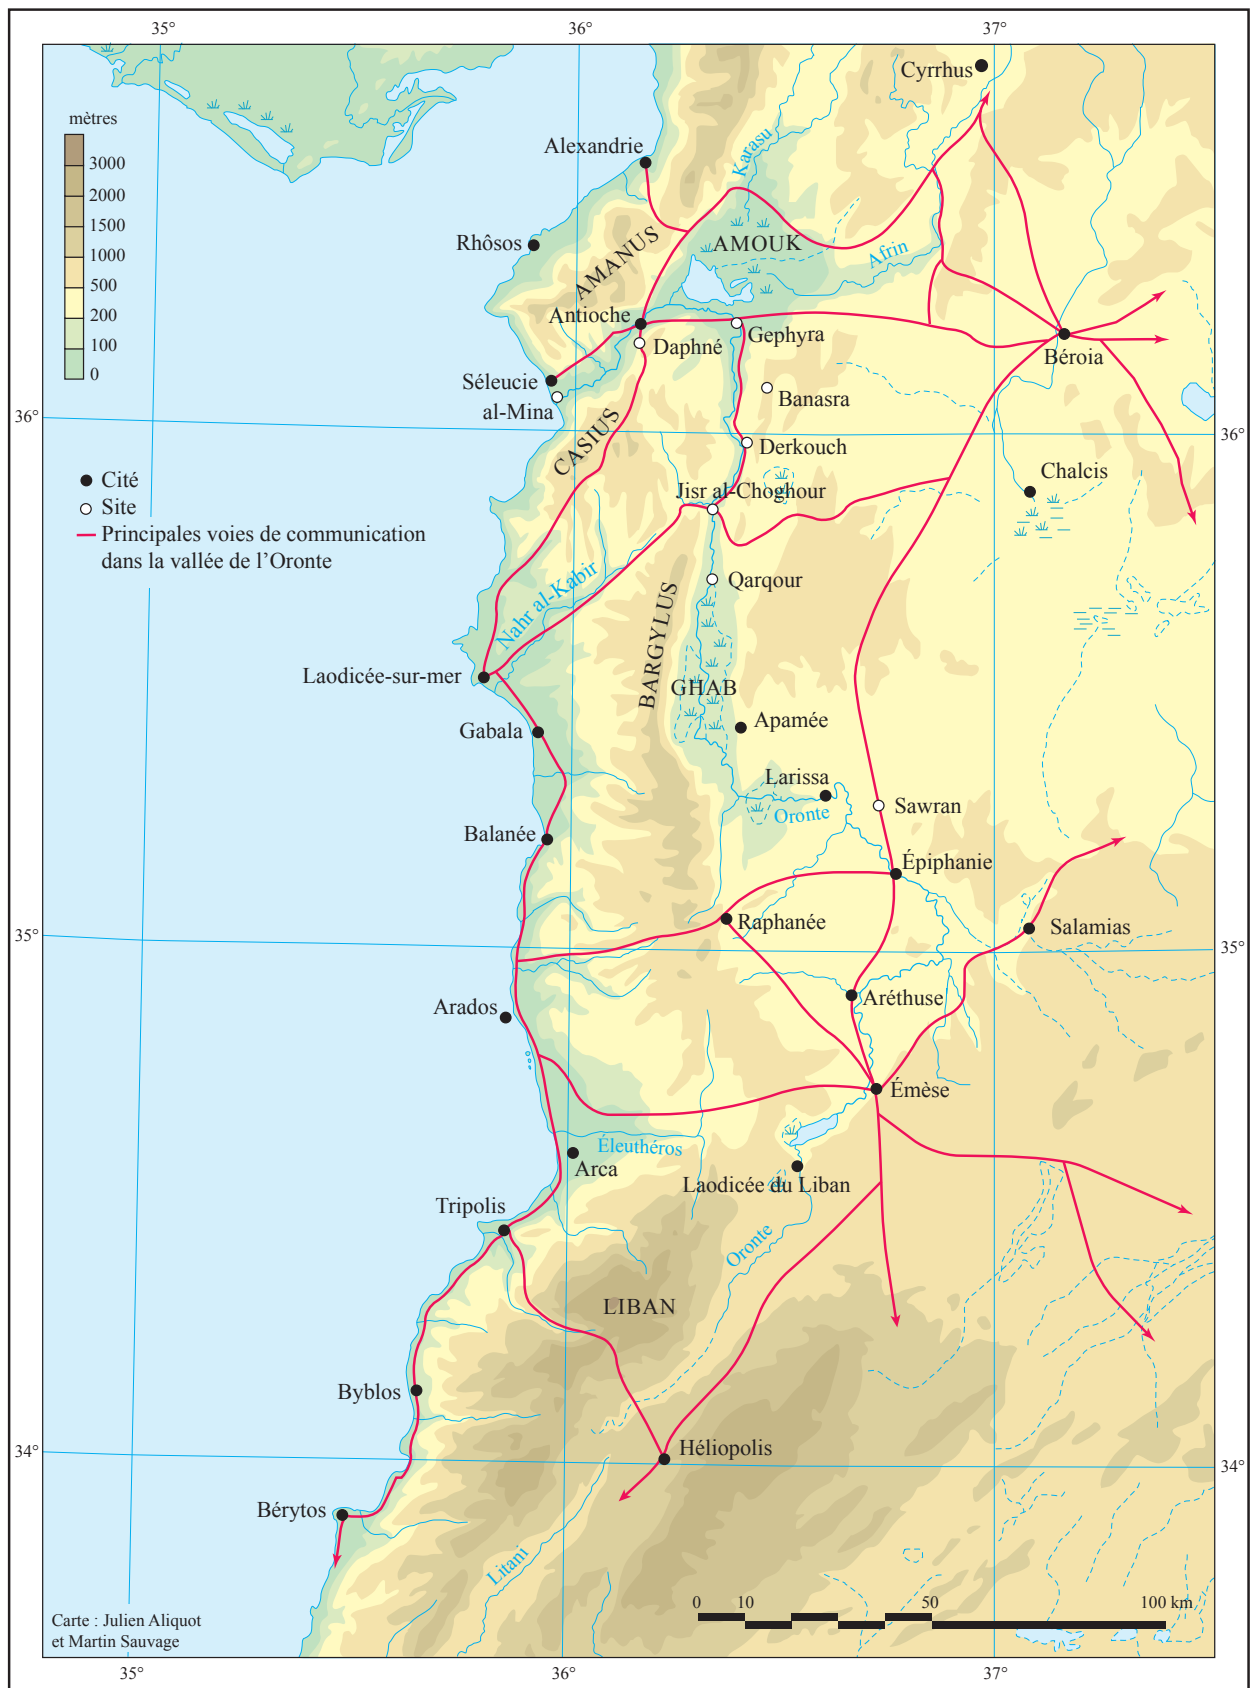 35°
36°
37°
mètres
3000
2000
1500
1000
500
200
100
0
Cyrrhus
Alexandrie
Karasu
Rhôsos
AMANUS
AMOUK
Afrin
Antioche
Gephyra
Daphné
Béroia
Séleucie
al-Mina
Banasra
36°
36°
CASIUS
Derkouch
Cité
Site
Principales voies de communication
dans la vallée de l’Oronte
Jisr al-Choghour
Chalcis
Nahr al-Kabir
Qarqour
BARGYLUS
Laodicée-sur-mer
GHAB
Gabala
Apamée
Larissa
Oronte
Sawran
Balanée
Épiphanie
Raphanée
Salamias
35°
35°
Arados
Aréthuse
Émèse
Éleuthéros
Arca
Laodicée du Liban
Tripolis
Oronte
LIBAN
Byblos
34°
Héliopolis
34°
Bérytos
Litani
0 10 50 100 km
Carte : Julien Aliquot
et Martin Sauvage
35°
36°
37°